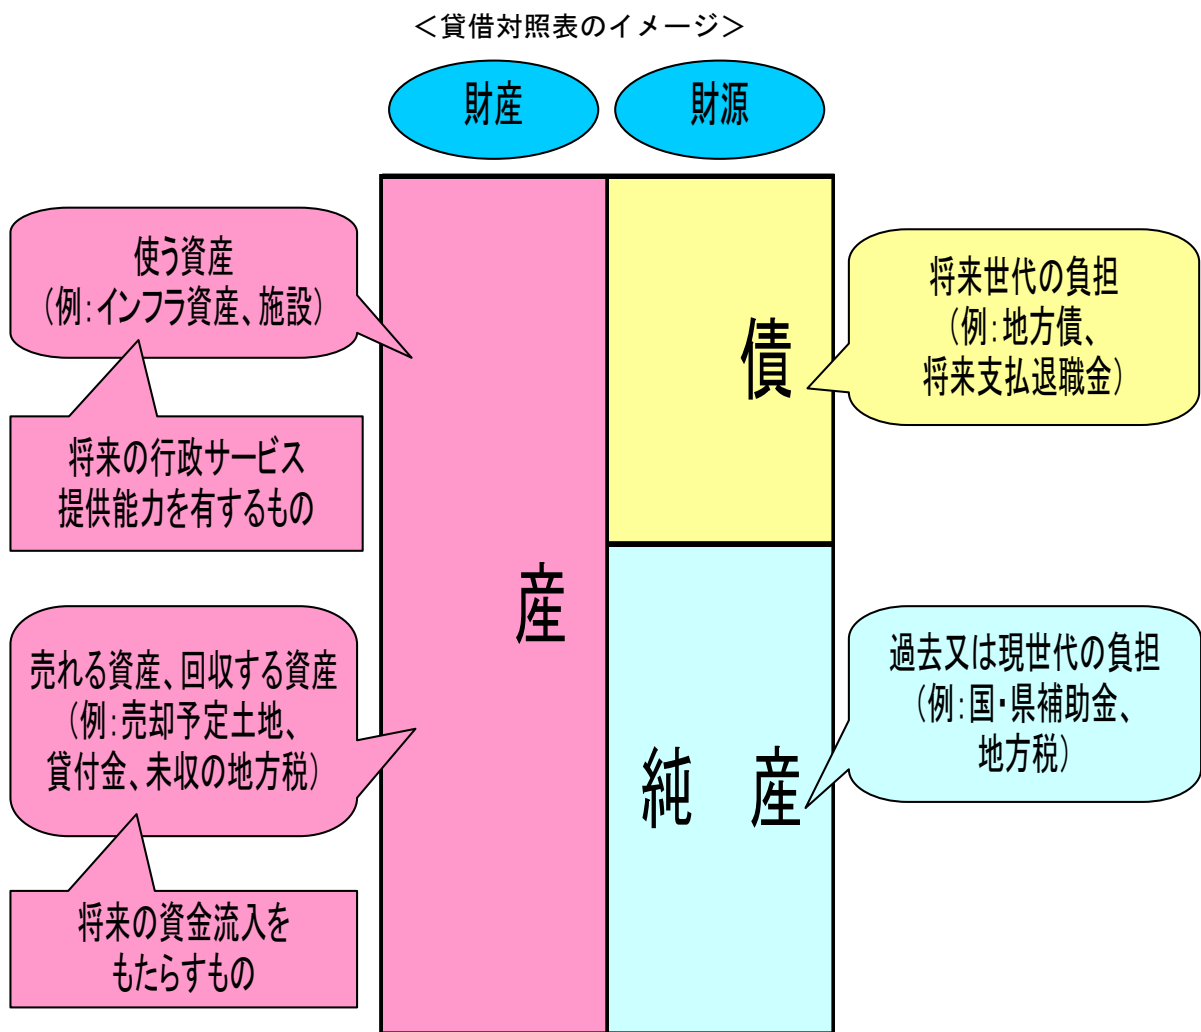 ＜貸借対照表のイメージ＞
財産
財源
使う資産
（例：インフラ資産、施設）
将来の行政サービス
提供能力を有するもの
売れる資産、回収する資産
（例：売却予定土地、
貸付金、未収の地方税）
将来の資金流入を
もたらすもの
産
債
純　産
将来世代の負担
（例：地方債、
将来支払退職金）
過去又は現世代の負担
（例：国・県補助金、
地方税）